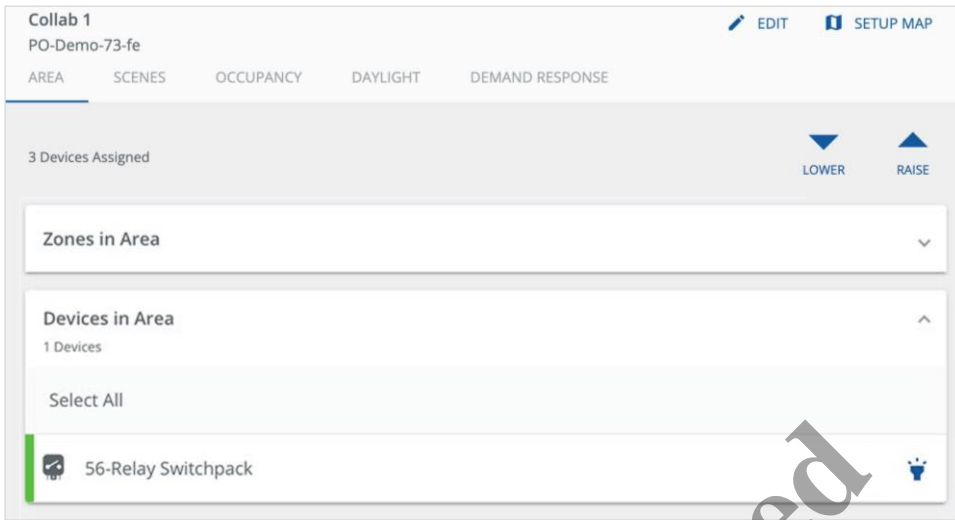 Collab 1
EDIT SETUP MAP
PO-Demo-73-fe
AREA SCENES OCCUPANCY DAYLIGHT DEMAND RESPONSE
3 Devices Assigned
LOWER RAISE
Zones in Area
Devices in Area
1 Devices
Select All
56-Relay Switchpack